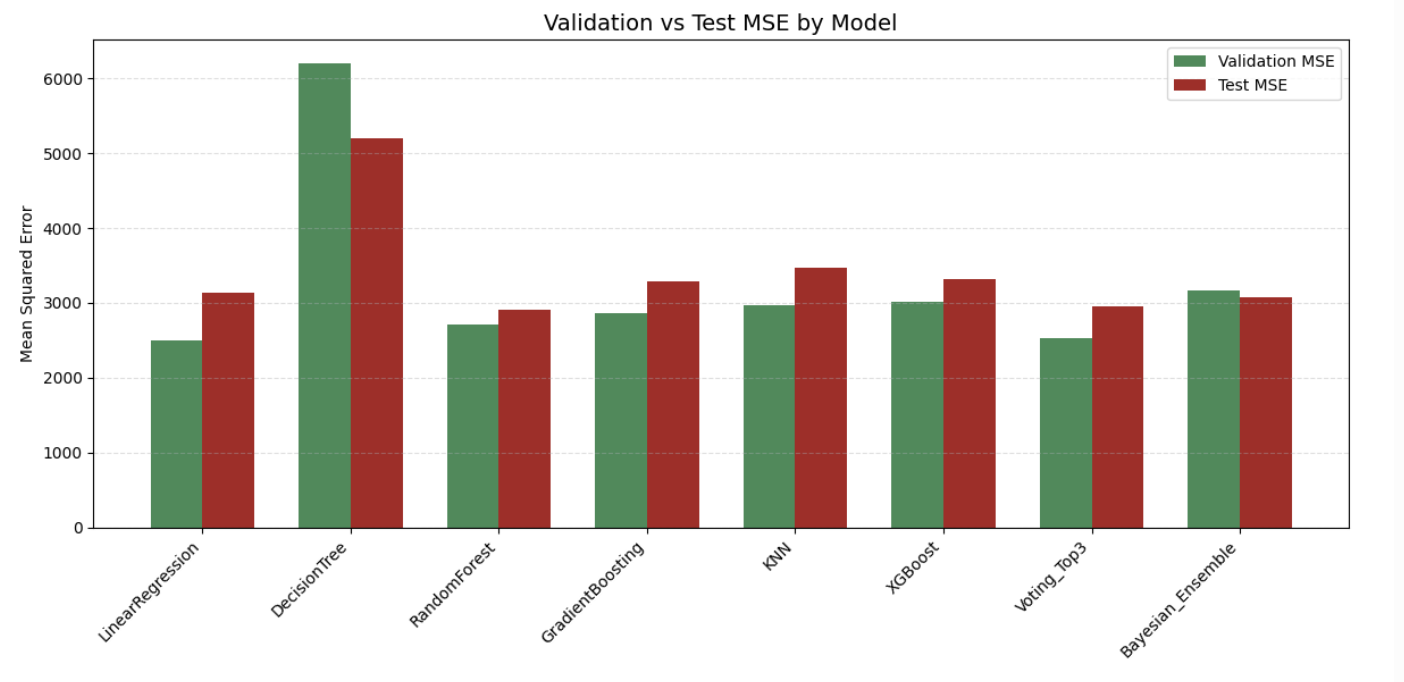 Validation vs Test MSE by Model
Validation MSE
Test MSE
Mean Squared Error
6000
5000
4000
3000
2000
1000
0
LinearRegression
DecisionTree
RandomForest
GradientBoosting
KNN
XGBoost
Voting_Top3
Bayesian_Ensemble